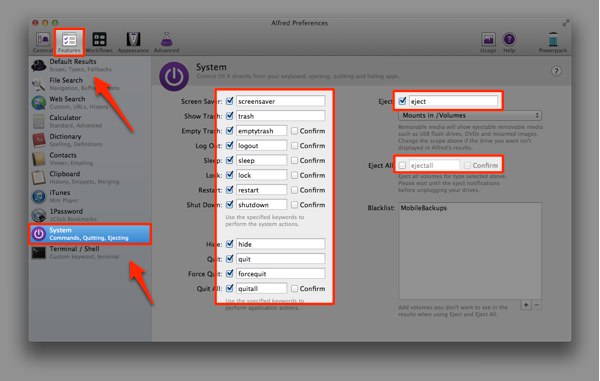 Alfred Preferences
General
Features
Workflows
Appearance
Advanced
Usage
Help
Powerpack
Default Results
Scope, Types, Fallbacks
File Search
Web Search
Custom, URLs, History
Calculator
Standard, Advanced
Dictionary
Spelling, Definitions
Contacts
Viewer, Emailing
Clipboard
History, Snippets, Merging
iTunes
Mini Player
1Password
1Click Bookmarks
System
Commands, Quitting, Ejecting
Terminal / Shell
Custom keyword, terminal
System
Control OS X directly from your keyboard; ejecting, quitting and hiding apps.
?
Screen Saver: screensaver
Show Trash: trash
Empty Trash: emptytrash Confirm
Log Out: logout Confirm
Sleep: sleep Confirm
Lock: lock Confirm
Restart: restart Confirm
Shut Down: shutdown Confirm
Use the specified keywords to
perform the system actions.
Hide: hide
Quit: quit
Force Quit: forcequit
Quit All: quitall Confirm
Use the specified keywords to
perform application actions.
Eject: eject
Mounts in /Volumes
Removable media will show ejectable removable media
such as USB flash drives, DVDs and mounted images.
Change the scope above if the drive you want isn't
displayed in Alfred's results.
Eject All: ejectall Confirm
Eject all volumes for type selected above.
Please wait until the eject notifications
before unplugging your drives.
Blacklist: MobileBackups
+ −
Add volumes you don't want to see in the
results when using Eject and Eject All.